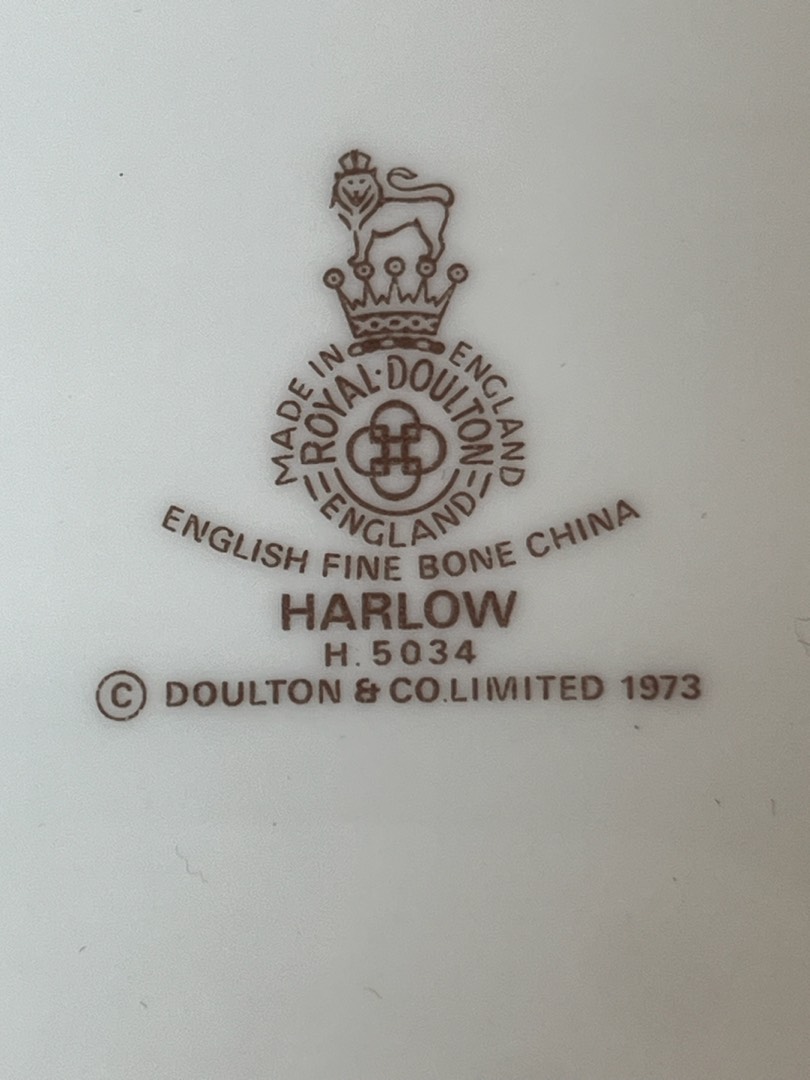 MADE IN ENGLAND
ROYAL·DOULTON
ENGLAND
ENGLISH FINE BONE CHINA
HARLOW
H.5034
© DOULTON & CO.LIMITED 1973